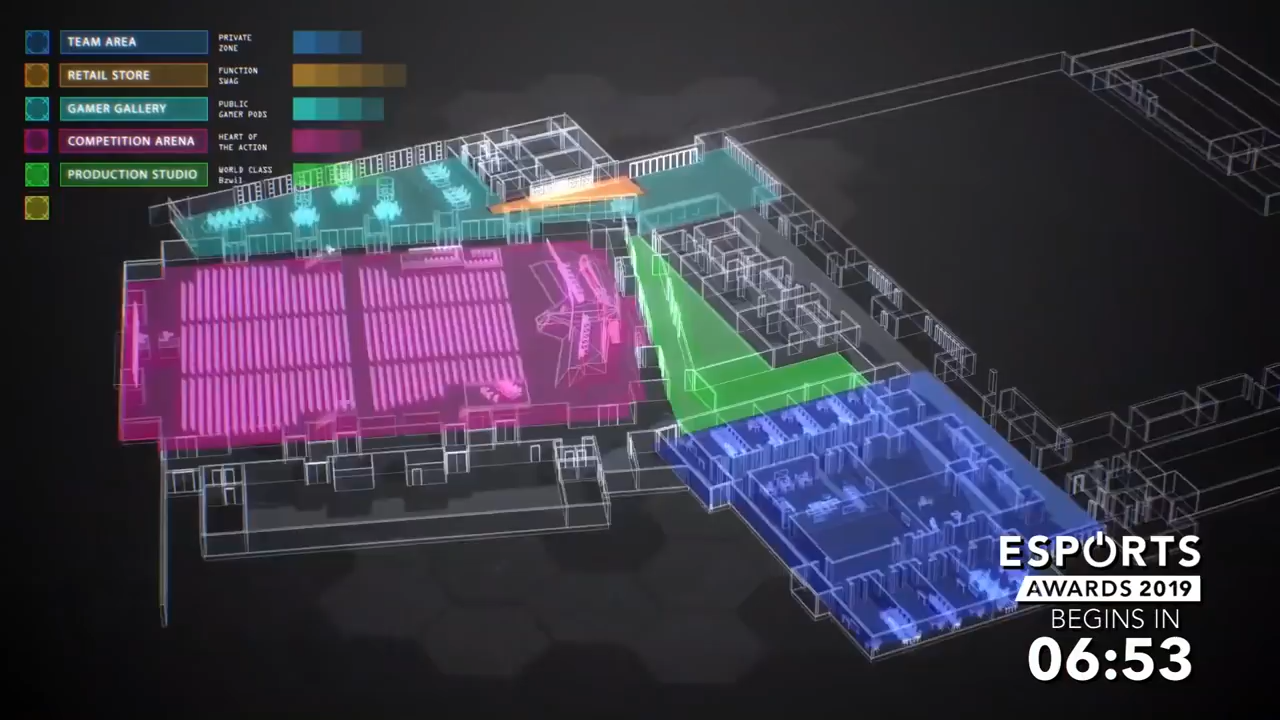 TEAM AREA
PRIVATE
ZONE
RETAIL STORE
FUNCTION
SWAG
GAMER GALLERY
PUBLIC
GAMER PODS
COMPETITION ARENA
HEART OF
THE ACTION
PRODUCTION STUDIO
WORLD CLASS
ESPORTS
AWARDS 2019
BEGINS IN
06:53